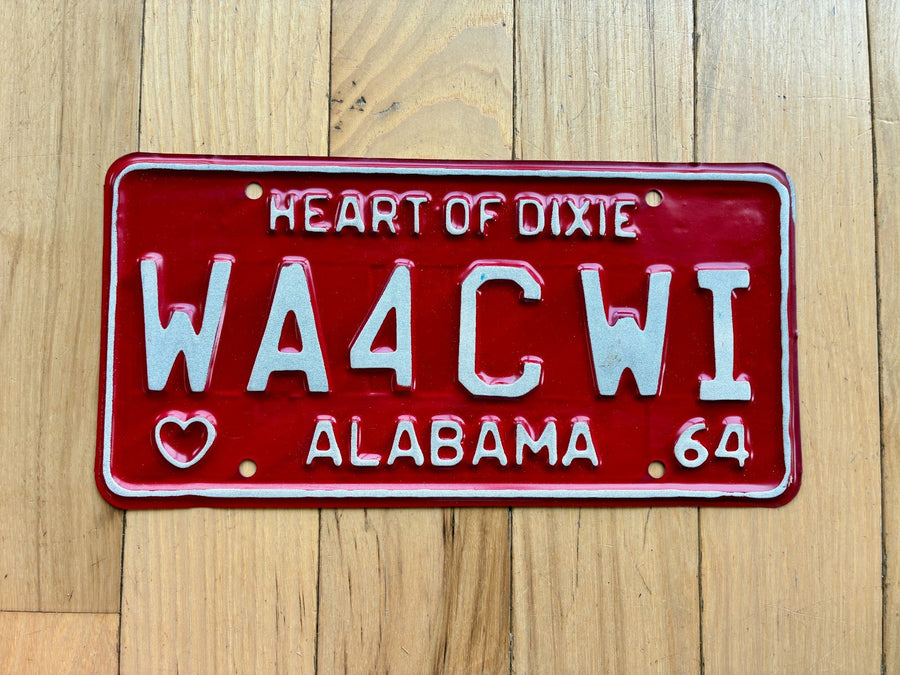 HEART OF DIXIE
WA4CWI
ALABAMA 64